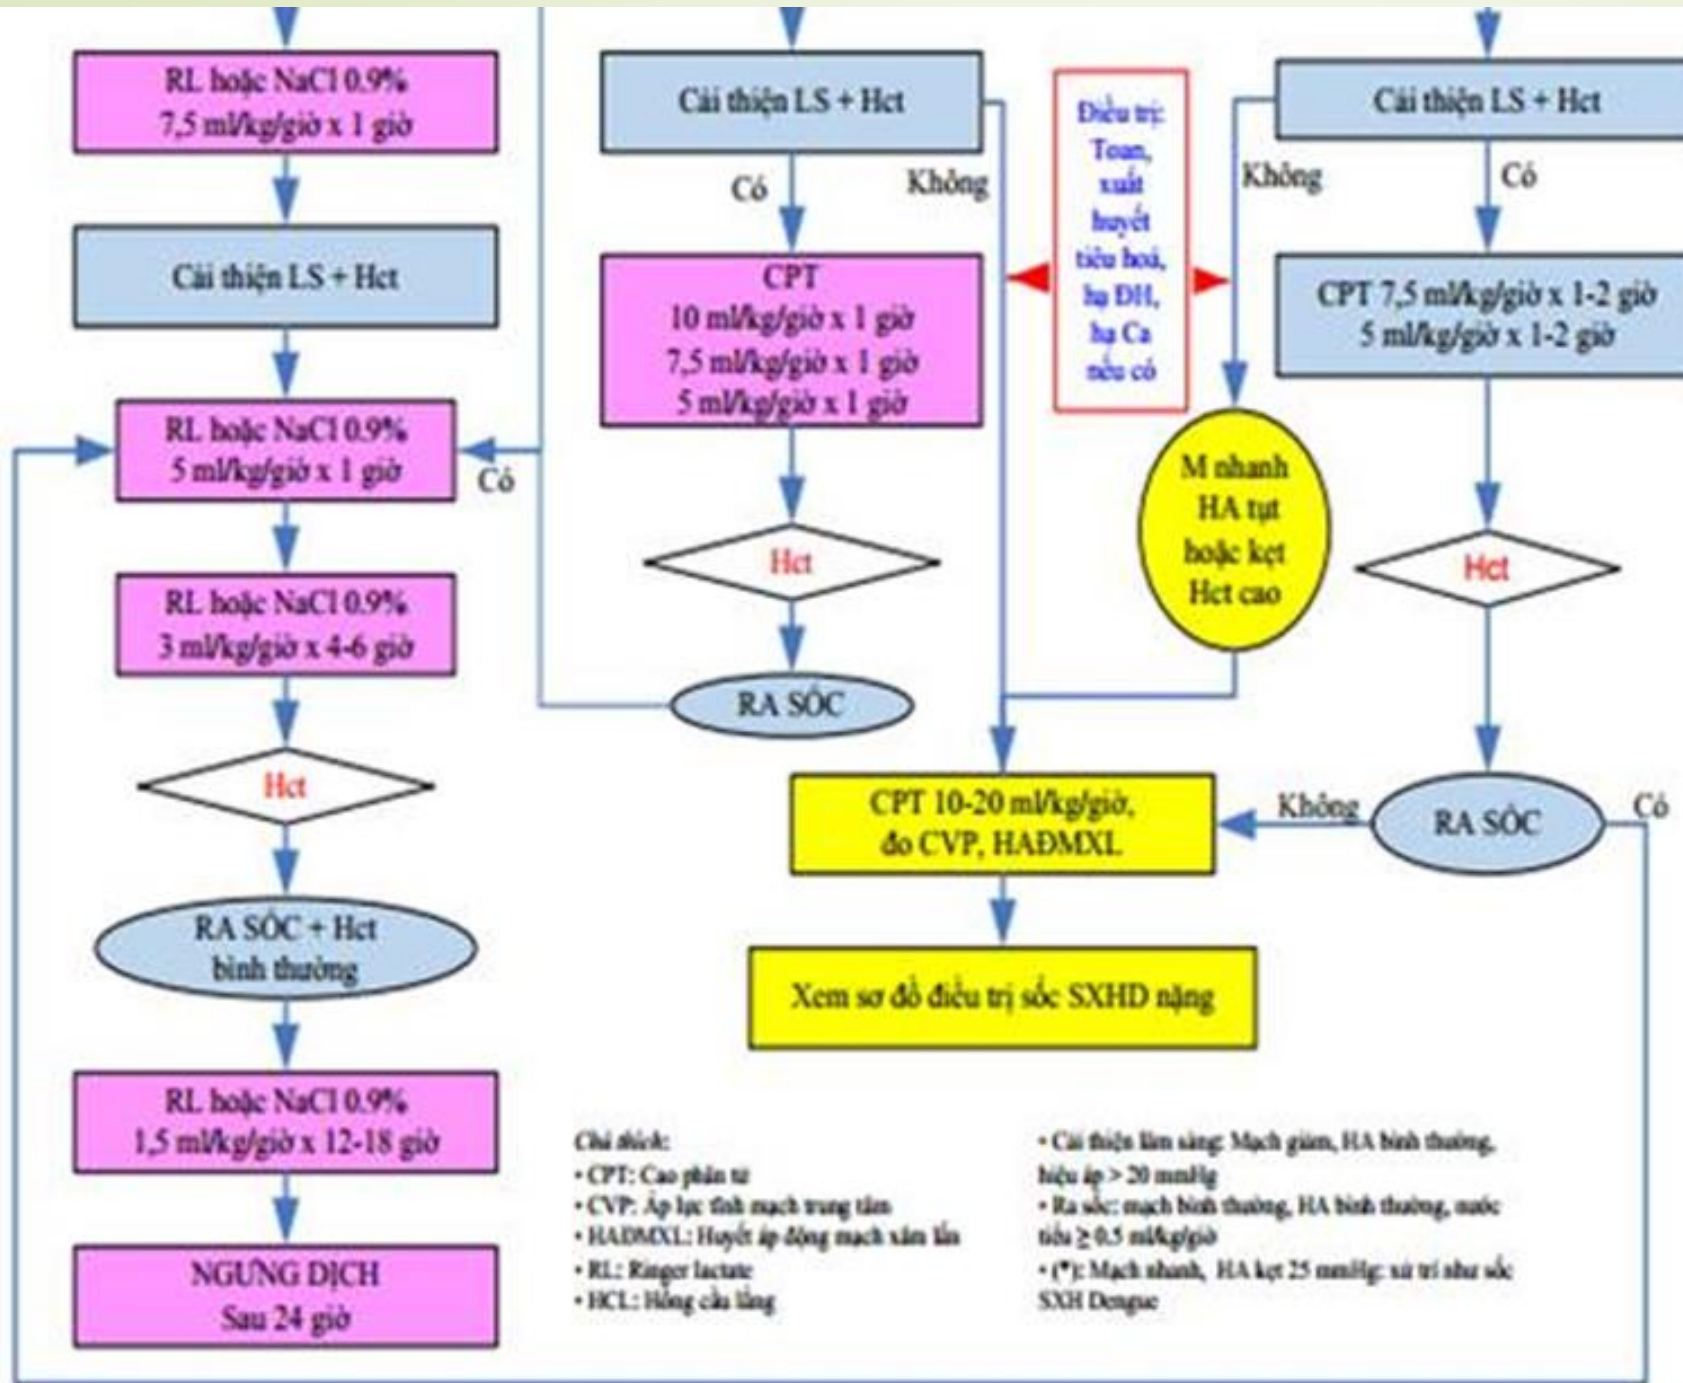 RL hoặc NaCl 0.9%
7,5 ml/kg/giờ x 1 giờ
Cải thiện LS + Hct
RL hoặc NaCl 0.9%
5 ml/kg/giờ x 1 giờ
Có
RL hoặc NaCl 0.9%
3 ml/kg/giờ x 4-6 giờ
Hct
RA SỐC + Hct
bình thường
RL hoặc NaCl 0.9%
1,5 ml/kg/giờ x 12-18 giờ
NGƯNG DỊCH
Sau 24 giờ
Cải thiện LS + Hct
Có
Không
CPT
10 ml/kg/giờ x 1 giờ
7,5 ml/kg/giờ x 1 giờ
5 ml/kg/giờ x 1 giờ
Hct
RA SỐC
Điều trị:
Toan,
xuất
huyết
tiêu hoá,
hạ ĐH,
hạ Ca
nếu có
Cải thiện LS + Hct
Không
Có
CPT 7,5 ml/kg/giờ x 1-2 giờ
5 ml/kg/giờ x 1-2 giờ
M nhanh
HA tụt
hoặc kẹt
Hct cao
Hct
RA SỐC
Không
Có
CPT 10-20 ml/kg/giờ,
đo CVP, HAĐMXL
Xem sơ đồ điều trị sốc SXHD nặng
Chú thích:
• CPT: Cao phân tử
• CVP: Áp lực tĩnh mạch trung tâm
• HAĐMXL: Huyết áp động mạch xâm lấn
• RL: Ringer lactate
• HCL: Hồng cầu lắng
• Cải thiện lâm sàng: Mạch giảm, HA bình thường,
hiệu áp > 20 mmHg
• Ra sốc: mạch bình thường, HA bình thường, nước
tiểu ≥ 0.5 ml/kg/giờ
• (*): Mạch nhanh, HA kẹt 25 mmHg: xử trí như sốc
SXH Dengue